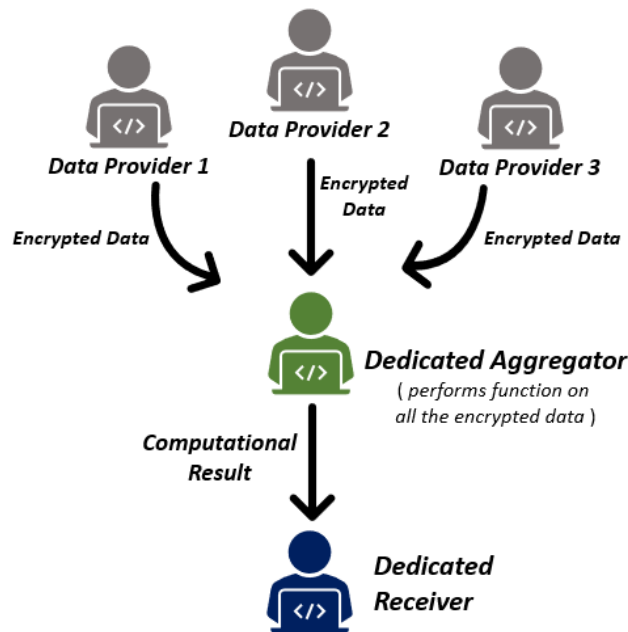 </>
</>
</>
Data Provider 1
Data Provider 2
Data Provider 3
Encrypted Data
Encrypted
Data
Encrypted Data
</>
Dedicated Aggregator
( performs function on
all the encrypted data )
Computational
Result
</>
Dedicated
Receiver